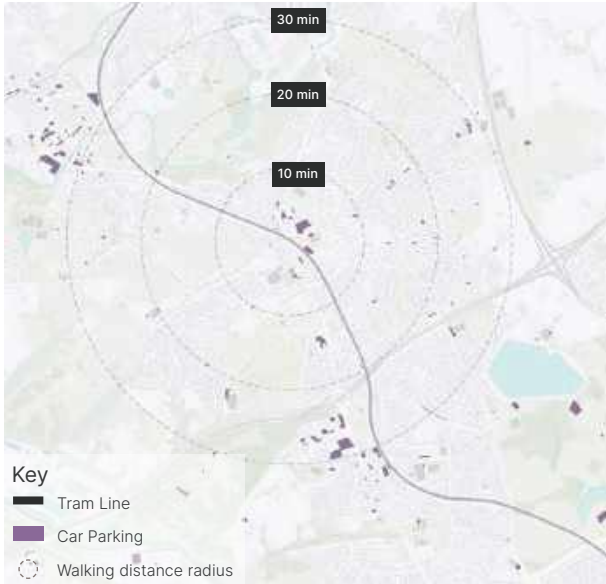 30 min
20 min
10 min
Key
Tram Line
Car Parking
Walking distance radius